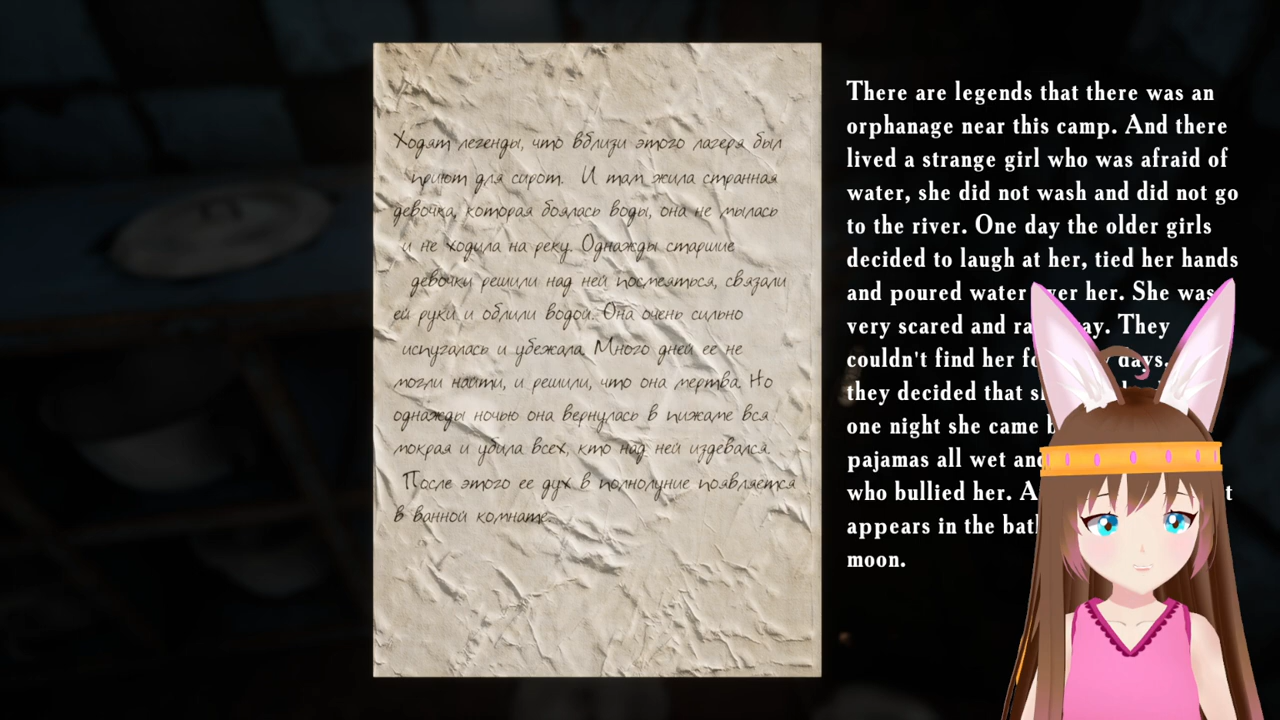 Ходят легенды, что вблизи этого лагеря был
приют для сирот. И там жила странная
девочка, которая боялась воды, она не мылась
и не ходила на реку. Однажды старшие
девочки решили над ней посмеяться, связали
ей руки и облили водой. Она очень сильно
испугалась и убежала. Много дней ее не
могли найти, и решили, что она мертва. Но
однажды ночью она вернулась в пижаме вся
мокрая и убила всех, кто над ней издевался.
После этого ее дух в полнолуние появляется
в ванной комнате.
There are legends that there was an
orphanage near this camp. And there
lived a strange girl who was afraid of
water, she did not wash and did not go
to the river. One day the older girls
decided to laugh at her, tied her hands
and poured water her. She was
very scared and They
couldn't find her days.
they decided that
one night she came
pajamas all wet
who bullied her.
appears in the
moon.